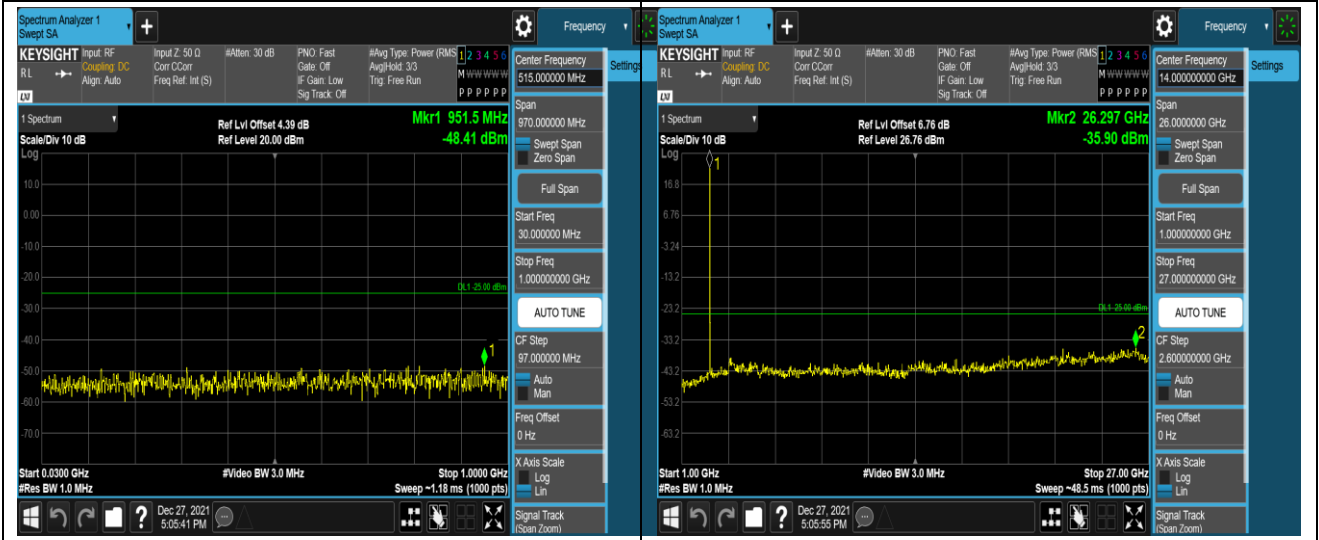 Spectrum Analyzer 1
Swept SA
Frequency
KEYSIGHT
RL
LXI
Input: RF
Coupling: DC
Align: Auto
Input Z: 50 Ω
Corr CCorr
Freq Ref: Int (S)
#Atten: 30 dB
PNO: Fast
Gate: Off
IF Gain: Low
Sig Track: Off
#Avg Type: Power (RMS
Avg|Hold: 3/3
Trig: Free Run
1 2 3 4 5 6
M W W W W W
P P P P P P
Center Frequency
515.000000 MHz
Settings
Span
970.000000 MHz
Swept Span
Zero Span
Full Span
Start Freq
30.000000 MHz
Stop Freq
1.000000000 GHz
AUTO TUNE
CF Step
97.000000 MHz
Auto
Man
Freq Offset
0 Hz
X Axis Scale
Log
Lin
Signal Track
(Span Zoom)
1 Spectrum
Scale/Div 10 dB
Log
Ref Lvl Offset 4.39 dB
Ref Level 20.00 dBm
Mkr1 951.5 MHz
-48.41 dBm
10.0
0.00
-10.0
-20.0
DL1 -25.00 dBm
-30.0
-40.0
1
-50.0
-60.0
-70.0
Start 0.0300 GHz
#Video BW 3.0 MHz
Stop 1.0000 GHz
#Res BW 1.0 MHz
Sweep ~1.18 ms (1000 pts)
Dec 27, 2021
5:05:41 PM
Spectrum Analyzer 1
Swept SA
Frequency
KEYSIGHT
RL
LXI
Input: RF
Coupling: DC
Align: Auto
Input Z: 50 Ω
Corr CCorr
Freq Ref: Int (S)
#Atten: 30 dB
PNO: Fast
Gate: Off
IF Gain: Low
Sig Track: Off
#Avg Type: Power (RMS
Avg|Hold: 3/3
Trig: Free Run
1 2 3 4 5 6
M W W W W W
P P P P P P
Center Frequency
14.000000000 GHz
Settings
Span
26.0000000 GHz
Swept Span
Zero Span
Full Span
Start Freq
1.000000000 GHz
Stop Freq
27.000000000 GHz
AUTO TUNE
CF Step
2.600000000 GHz
Auto
Man
Freq Offset
0 Hz
X Axis Scale
Log
Lin
Signal Track
(Span Zoom)
1 Spectrum
Scale/Div 10 dB
Log
Ref Lvl Offset 6.76 dB
Ref Level 26.76 dBm
Mkr2 26.297 GHz
-35.90 dBm
1
16.8
6.76
-3.24
-13.2
-23.2
DL1 -25.00 dBm
-33.2
2
-43.2
-53.2
-63.2
Start 1.00 GHz
#Video BW 3.0 MHz
Stop 27.00 GHz
#Res BW 1.0 MHz
Sweep ~48.5 ms (1000 pts)
Dec 27, 2021
5:05:55 PM